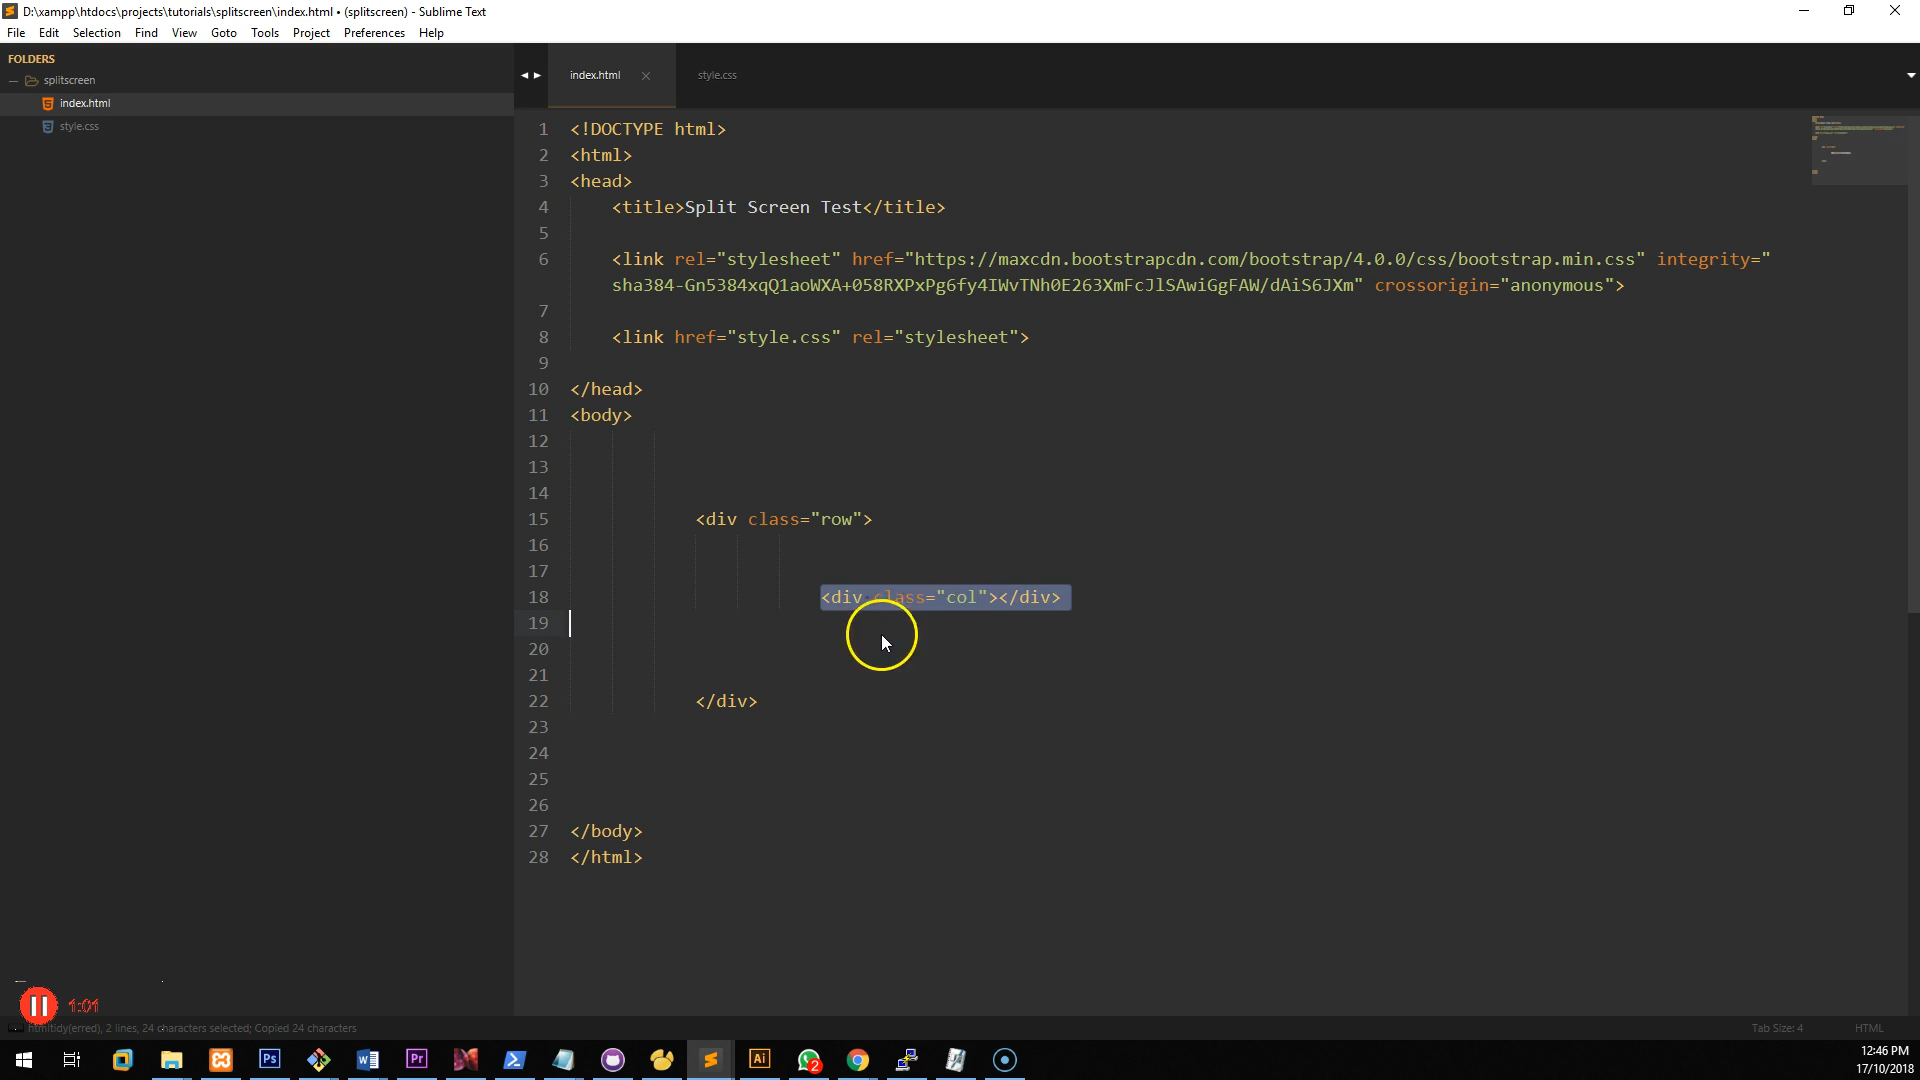 D:\xampp\htdocs\projects\tutorials\splitscreen\index.html • (splitscreen) - Sublime Text
File Edit Selection Find View Goto Tools Project Preferences Help
FOLDERS
splitscreen
index.html
style.css
index.html
style.css
1 <!DOCTYPE html>
2 <html>
3 <head>
4 <title>Split Screen Test</title>
5
6 <link rel="stylesheet" href="https://maxcdn.bootstrapcdn.com/bootstrap/4.0.0/css/bootstrap.min.css" integrity="
sha384-Gn5384xqQ1aoWXA+058RXPxPg6fy4IWvTNh0E263XmFcJlSAwiGgFAW/dAiS6JXm" crossorigin="anonymous">
7
8 <link href="style.css" rel="stylesheet">
9
10 </head>
11 <body>
12
13
14
15 <div class="row">
16
17
18 <div class="col"></div>
19
20
21
22 </div>
23
24
25
26
27 </body>
28 </html>
1:01
htmltidy(erred), 2 lines, 24 characters selected; Copied 24 characters
Tab Size: 4
HTML
Ps
Pr
Ai
2
12:46 PM
17/10/2018